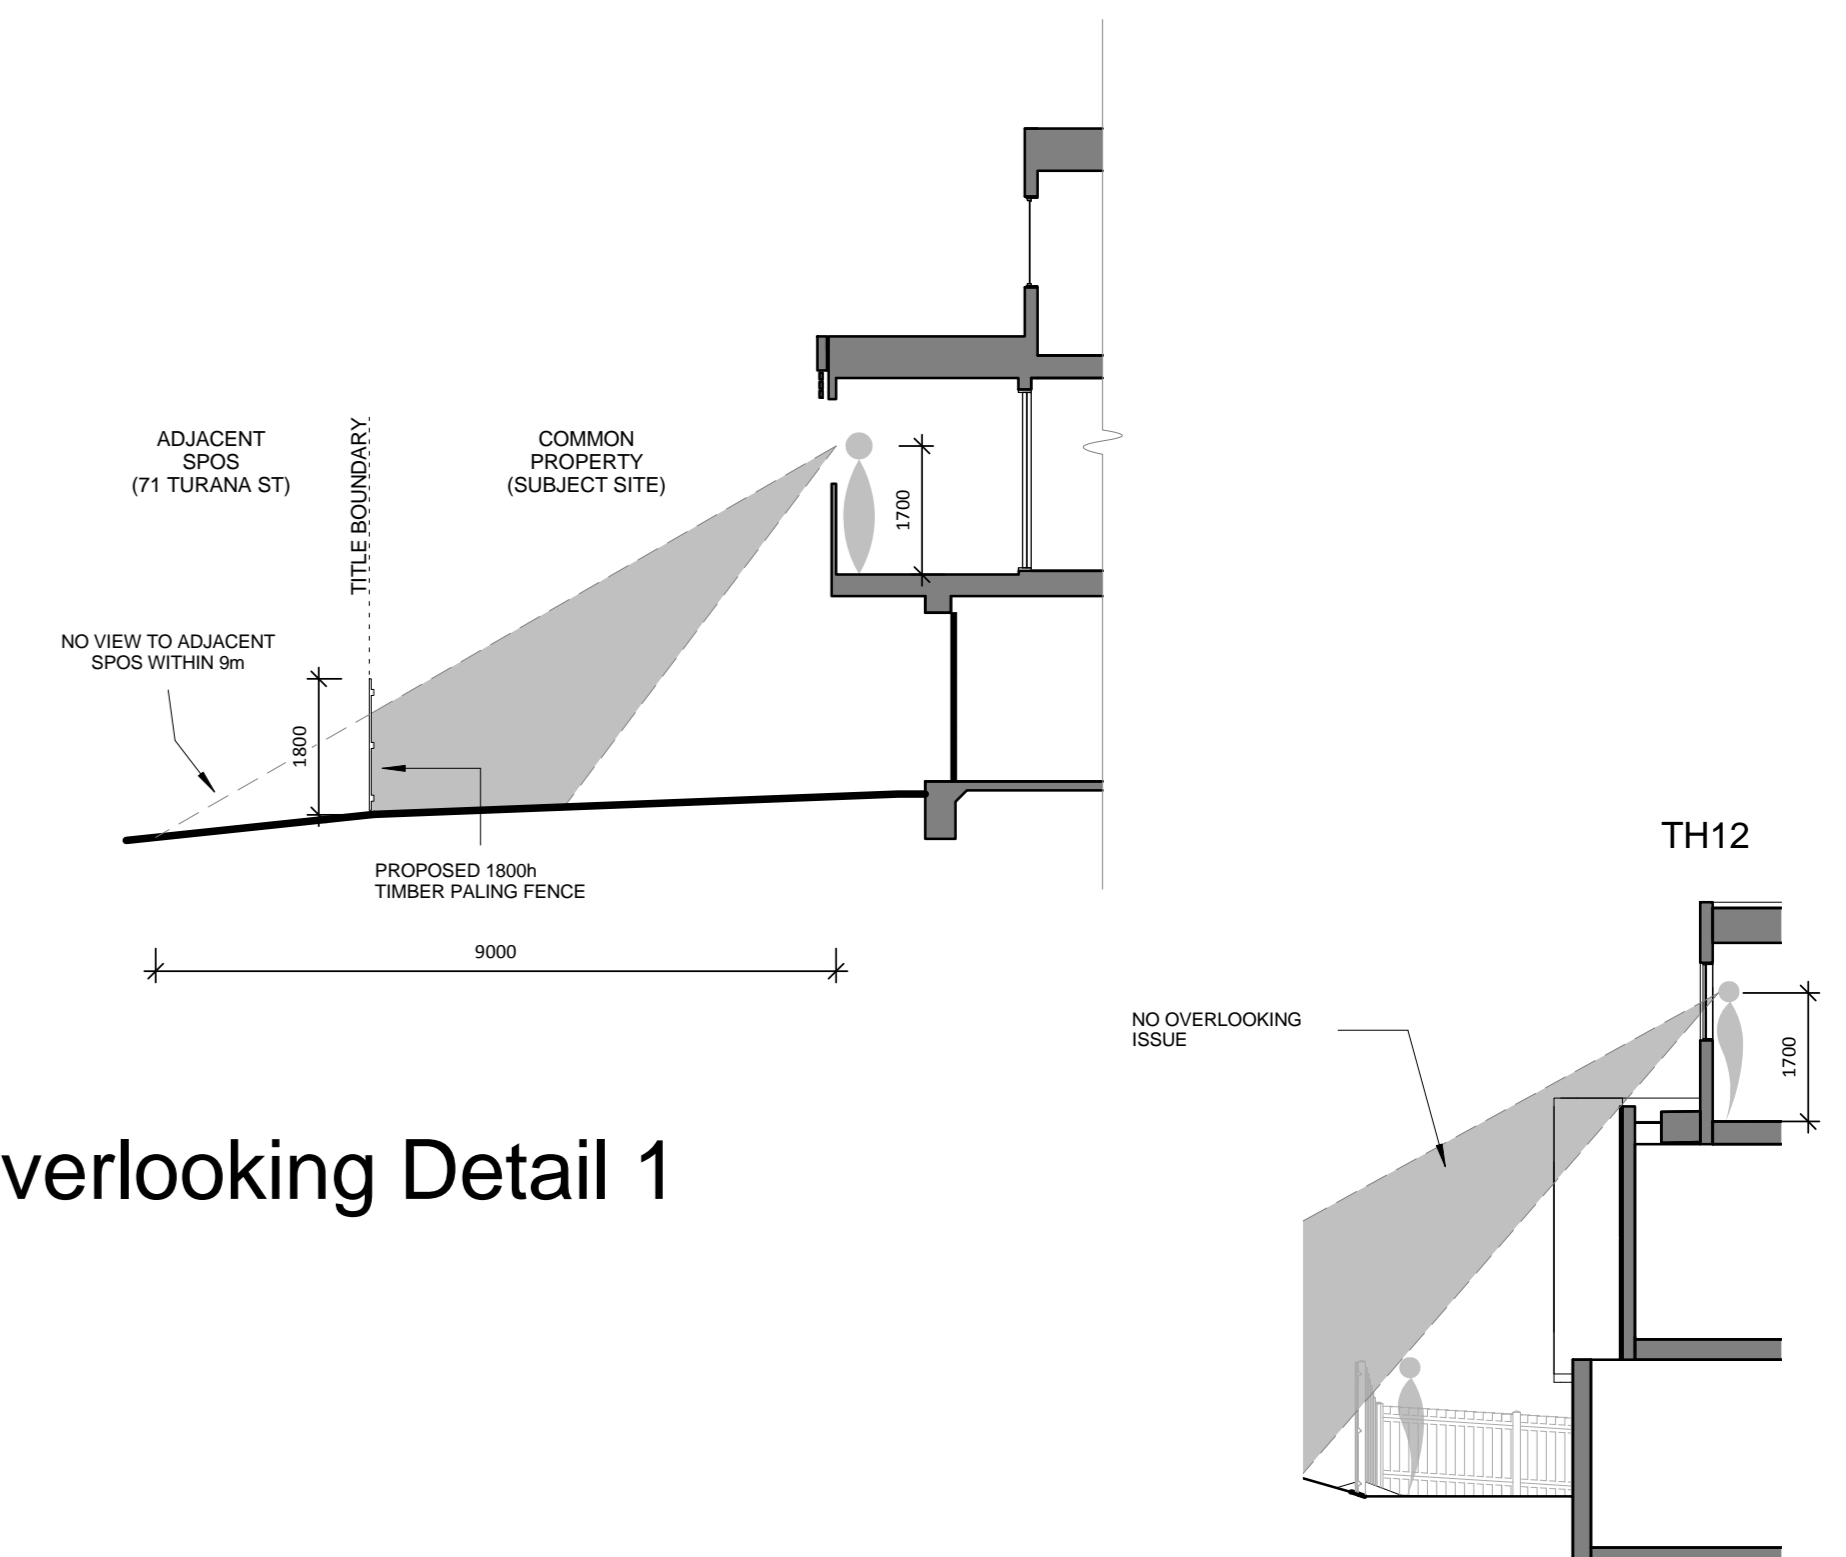 ADJACENT
SPOS
(71 TURANA ST)
TITLE BOUNDARY
COMMON
PROPERTY
(SUBJECT SITE)
1700
NO VIEW TO ADJACENT
SPOS WITHIN 9m
1800
PROPOSED 1800h
TIMBER PALING FENCE
9000
TH12
NO OVERLOOKING
ISSUE
1700
verlooking Detail 1